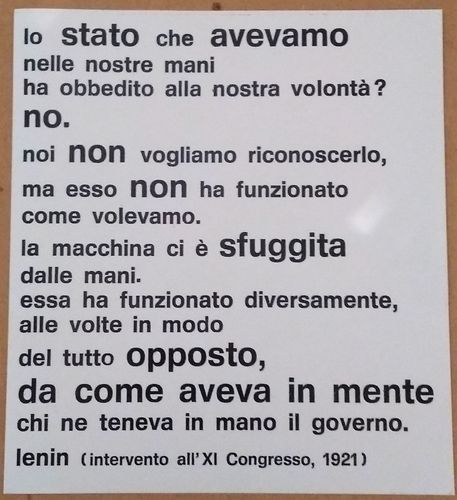 lo stato che avevamo
nelle nostre mani
ha obbedito alla nostra volontà?
no.
noi non vogliamo riconoscerlo,
ma esso non ha funzionato
come volevamo.
la macchina ci è sfuggita
dalle mani.
essa ha funzionato diversamente,
alle volte in modo
del tutto opposto,
da come aveva in mente
chi ne teneva in mano il governo.
lenin (intervento all'XI Congresso, 1921)